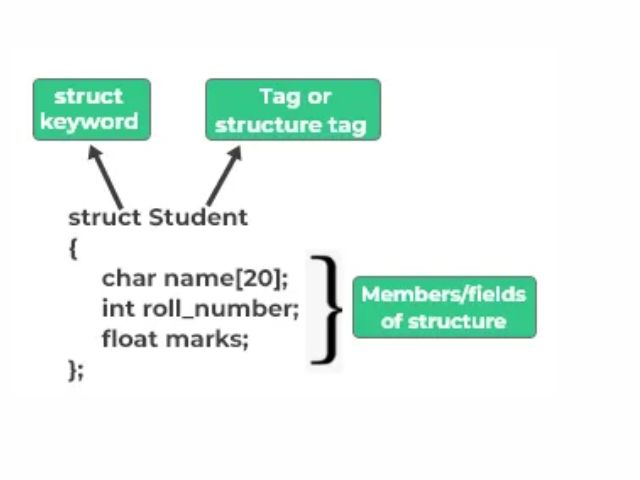 struct
keyword
Tag or
structure tag
struct Student
{
char name[20];
int roll_number;
float marks;
};
Members/fields
of structure